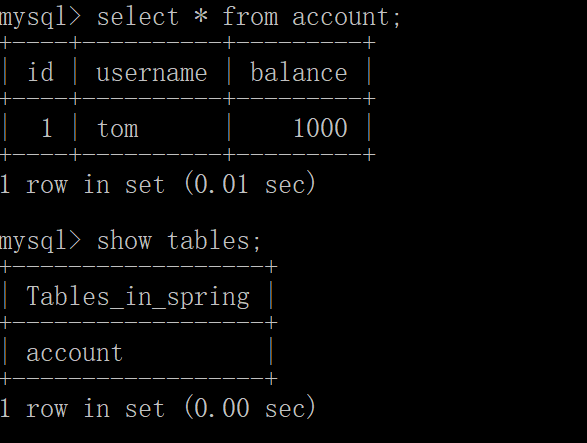 mysql> select * from account;
+----+----------+---------+
| id | username | balance |
+----+----------+---------+
| 1 | tom | 1000 |
+----+----------+---------+
1 row in set (0.01 sec)
mysql> show tables;
+------------------+
| Tables_in_spring |
+------------------+
| account |
+------------------+
1 row in set (0.00 sec)